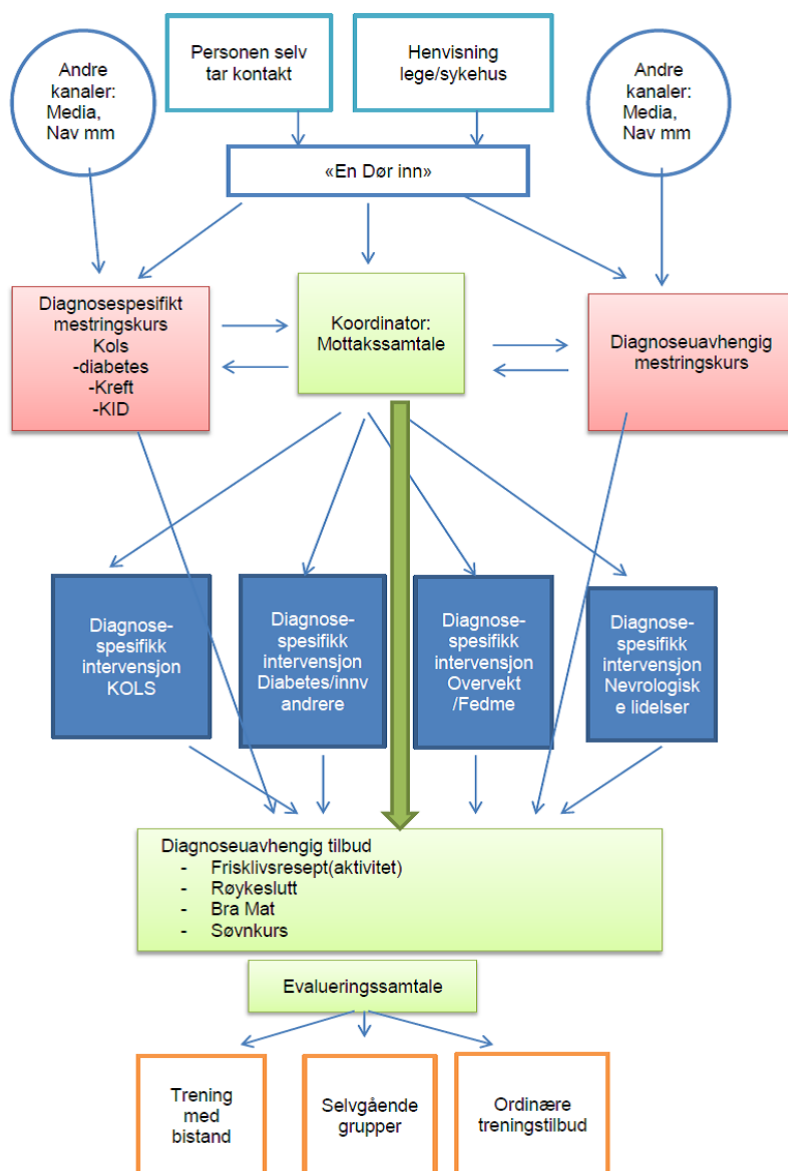 Andre
kanaler:
Media,
Nav mm
Personen selv
tar kontakt
Henvisning
lege/sykehus
Andre
kanaler:
Media,
Nav mm
«En Dør inn»
Diagnosespesifikt
mestringskurs
Kols
-diabetes
-Kreft
-KID
Koordinator:
Mottakssamtale
Diagnoseuavhengig
mestringskurs
Diagnose-
spesifikk
intervensjon
KOLS
Diagnose-
spesifikk
intervensjon
Diabetes/innv
andrere
Diagnose-
spesifikk
intervensjon
Overvekt
/Fedme
Diagnose-
spesifikk
intervensjon
Nevrologisk
e lidelser
Diagnoseuavhengig tilbud
- Frisklivsresept(aktivitet)
- Røykeslutt
- Bra Mat
- Søvnkurs
Evalueringssamtale
Trening
med
bistand
Selvgående
grupper
Ordinære
treningstilbud